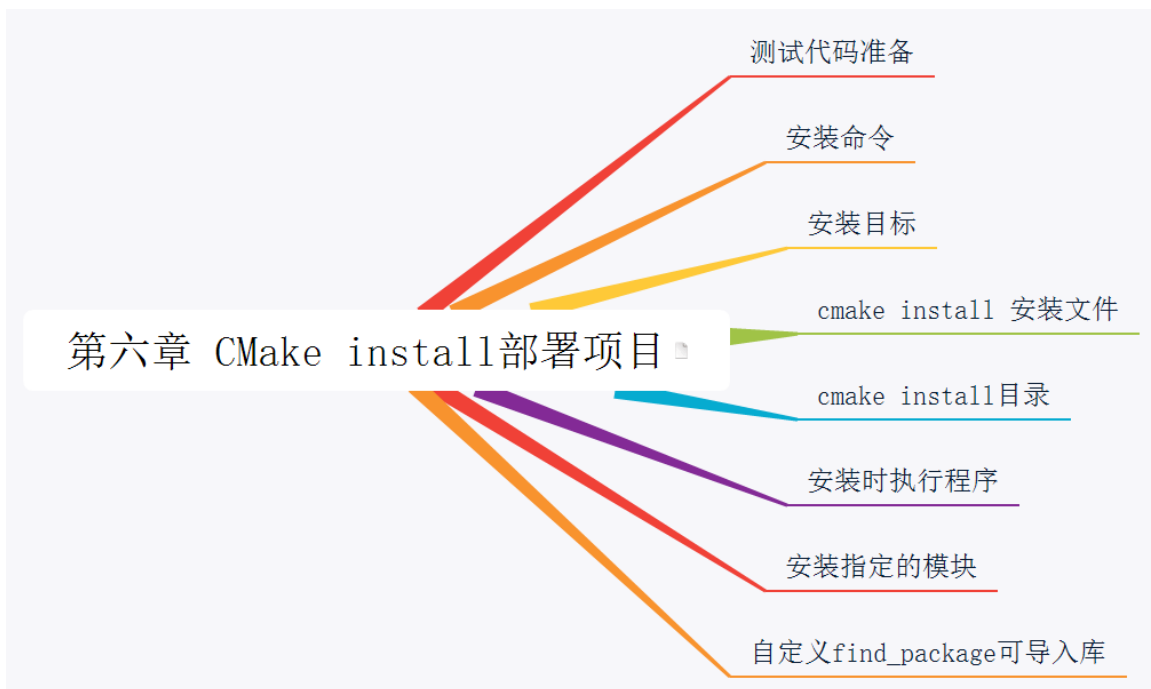 测试代码准备
安装命令
安装目标
cmake install 安装文件
第六章 CMake install部署项目
cmake install目录
安装时执行程序
安装指定的模块
自定义find_package可导入库